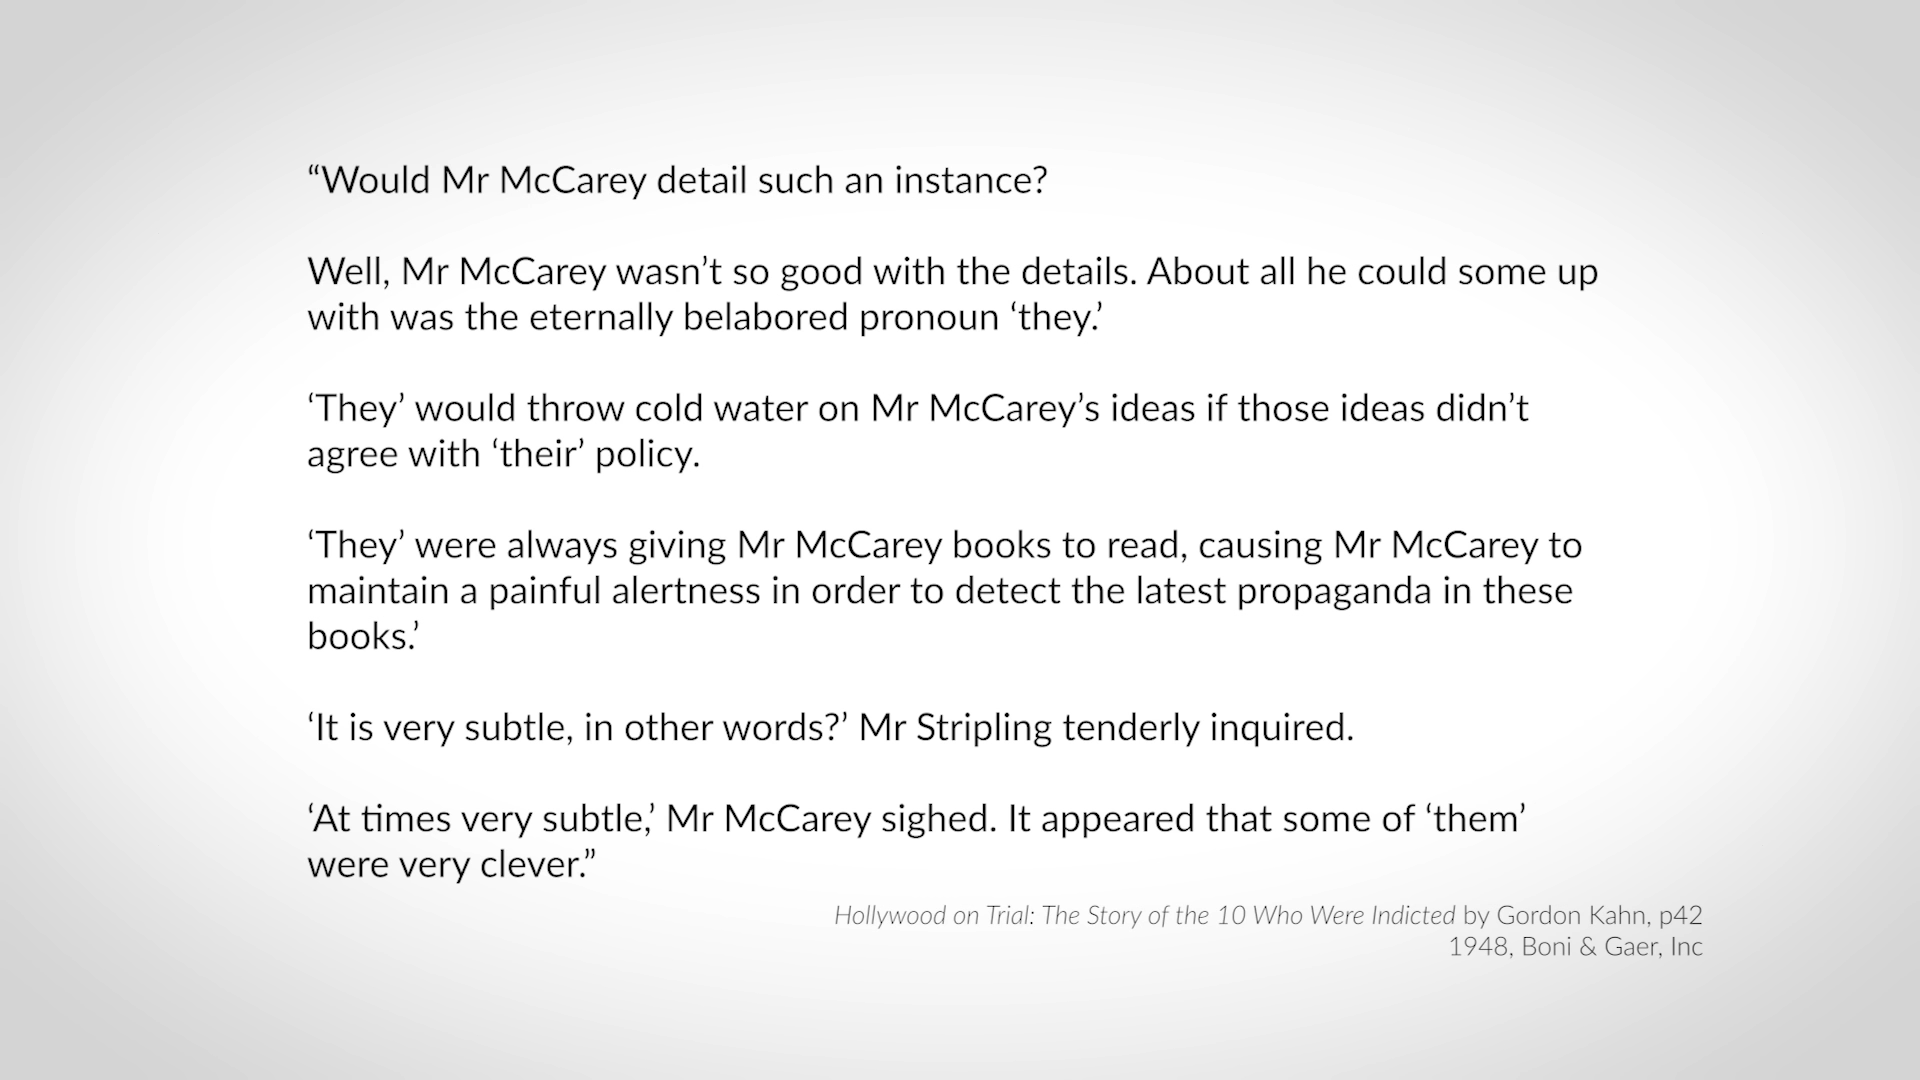 “Would Mr McCarey detail such an instance?
Well, Mr McCarey wasn’t so good with the details. About all he could some up
with was the eternally belabored pronoun ‘they.’
‘They’ would throw cold water on Mr McCarey’s ideas if those ideas didn’t
agree with ‘their’ policy.
‘They’ were always giving Mr McCarey books to read, causing Mr McCarey to
maintain a painful alertness in order to detect the latest propaganda in these
books.’
‘It is very subtle, in other words?’ Mr Stripling tenderly inquired.
‘At times very subtle,’ Mr McCarey sighed. It appeared that some of ‘them’
were very clever.”
Hollywood on Trial: The Story of the 10 Who Were Indicted by Gordon Kahn, p42
1948, Boni & Gaer, Inc